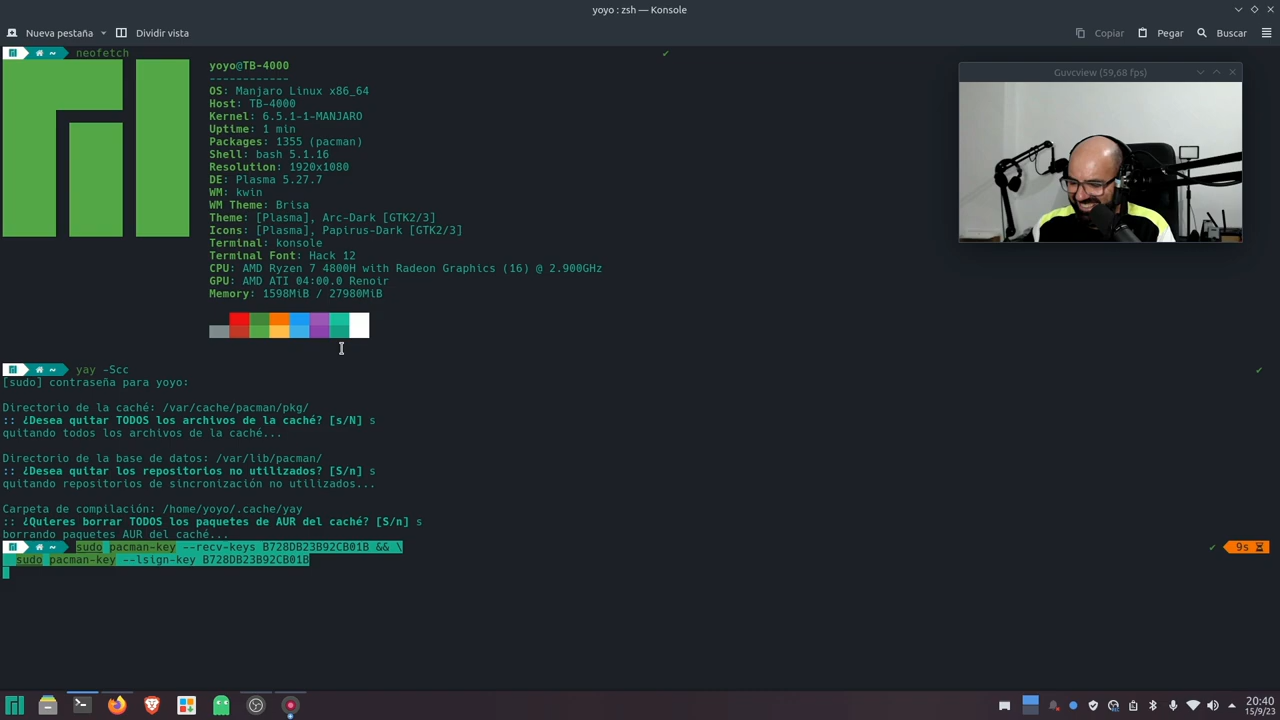 yoyo : zsh — Konsole
Nueva pestaña
Dividir vista
Copiar
Pegar
Buscar
~ neofetch
yoyo@TB-4000
------------
OS: Manjaro Linux x86_64
Host: TB-4000
Kernel: 6.5.1-1-MANJARO
Uptime: 1 min
Packages: 1355 (pacman)
Shell: bash 5.1.16
Resolution: 1920x1080
DE: Plasma 5.27.7
WM: kwin
WM Theme: Brisa
Theme: [Plasma], Arc-Dark [GTK2/3]
Icons: [Plasma], Papirus-Dark [GTK2/3]
Terminal: konsole
Terminal Font: Hack 12
CPU: AMD Ryzen 7 4800H with Radeon Graphics (16) @ 2.900GHz
GPU: AMD ATI 04:00.0 Renoir
Memory: 1598MiB / 27980MiB
Guvcview (59,68 fps)
~ yay -Scc
[sudo] contraseña para yoyo:
Directorio de la caché: /var/cache/pacman/pkg/
:: ¿Desea quitar TODOS los archivos de la caché? [s/N] s
quitando todos los archivos de la caché...
Directorio de la base de datos: /var/lib/pacman/
:: ¿Desea quitar los repositorios no utilizados? [S/n] s
quitando repositorios de sincronización no utilizados...
Carpeta de compilación: /home/yoyo/.cache/yay
:: ¿Quieres borrar TODOS los paquetes de AUR del caché? [S/n] s
borrando paquetes AUR del caché...
~ sudo pacman-key --recv-keys B728DB23B92CB01B && \
sudo pacman-key --lsign-key B728DB23B92CB01B
9s
20:40
15/9/23